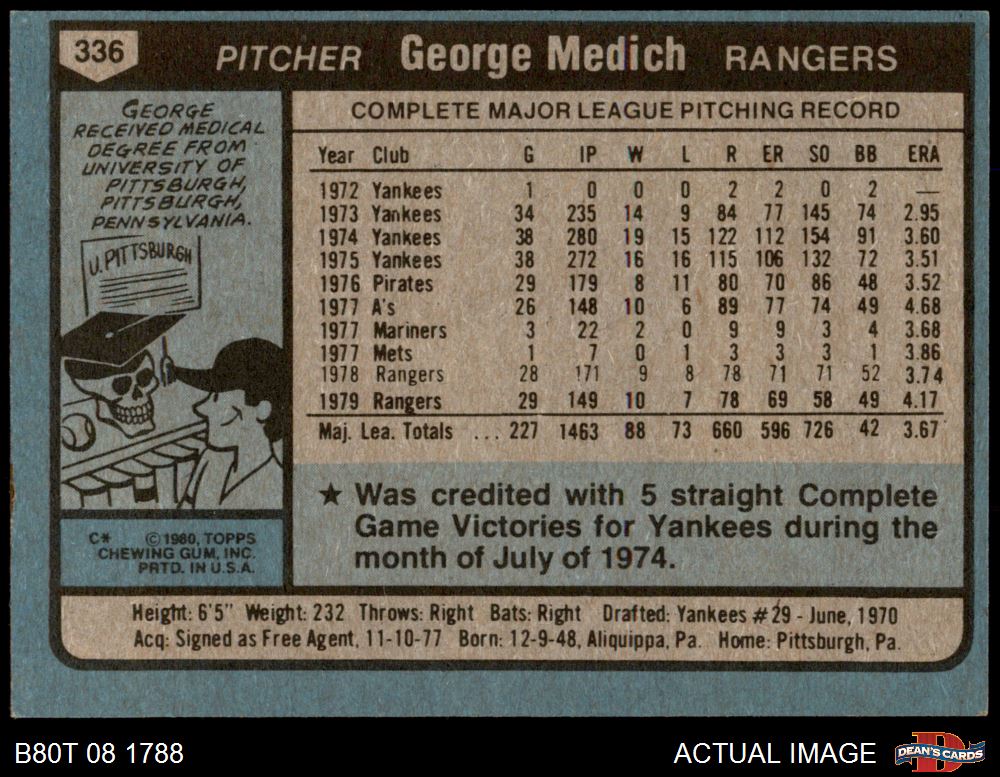 336
PITCHER George Medich RANGERS
GEORGE
RECEIVED MEDICAL
DEGREE FROM
UNIVERSITY OF
PITTSBURGH,
PITTSBURGH,
PENNSYLVANIA.
U. PITTSBURGH
C* © 1980, TOPPS
CHEWING GUM, INC.
PRTD. IN U.S.A.
COMPLETE MAJOR LEAGUE PITCHING RECORD
Year Club G IP W L R ER SO BB ERA
1972 Yankees 1 0 0 0 2 2 0 2 —
1973 Yankees 34 235 14 9 84 77 145 74 2.95
1974 Yankees 38 280 19 15 122 112 154 91 3.60
1975 Yankees 38 272 16 16 115 106 132 72 3.51
1976 Pirates 29 179 8 11 80 70 86 48 3.52
1977 A's 26 148 10 6 89 77 74 49 4.68
1977 Mariners 3 22 2 0 9 9 3 4 3.68
1977 Mets 1 7 0 1 3 3 3 1 3.86
1978 Rangers 28 171 9 8 78 71 71 52 3.74
1979 Rangers 29 149 10 7 78 69 58 49 4.17
Maj. Lea. Totals ... 227 1463 88 73 660 596 726 42 3.67
★ Was credited with 5 straight Complete
Game Victories for Yankees during the
month of July of 1974.
Height: 6'5" Weight: 232 Throws: Right Bats: Right Drafted: Yankees #29 - June, 1970
Acq: Signed as Free Agent, 11-10-77 Born: 12-9-48, Aliquippa, Pa. Home: Pittsburgh, Pa.
B80T 08 1788
ACTUAL IMAGE
D
DEAN'S CARDS